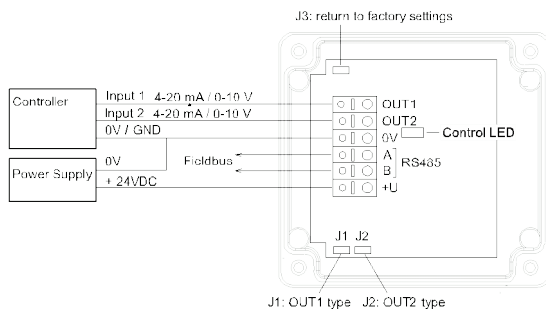 J3: return to factory settings
Controller
Input 1 4-20 mA / 0-10 V
Input 2 4-20 mA / 0-10 V
0V / GND
Power Supply
0V
+ 24VDC
Fieldbus
OUT1
OUT2
0V
A
B
RS485
+U
Control LED
J1 J2
J1: OUT1 type J2: OUT2 type